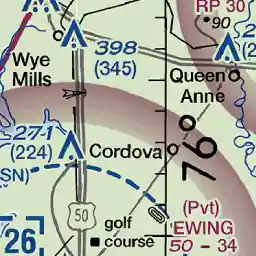 RP 30
90
Wye
Mills
398
(345)
Queen
Anne
2
271
(224)
Cordova
76°
SN)
50
golf
course
(Pvt)
EWING
50 - 34
26